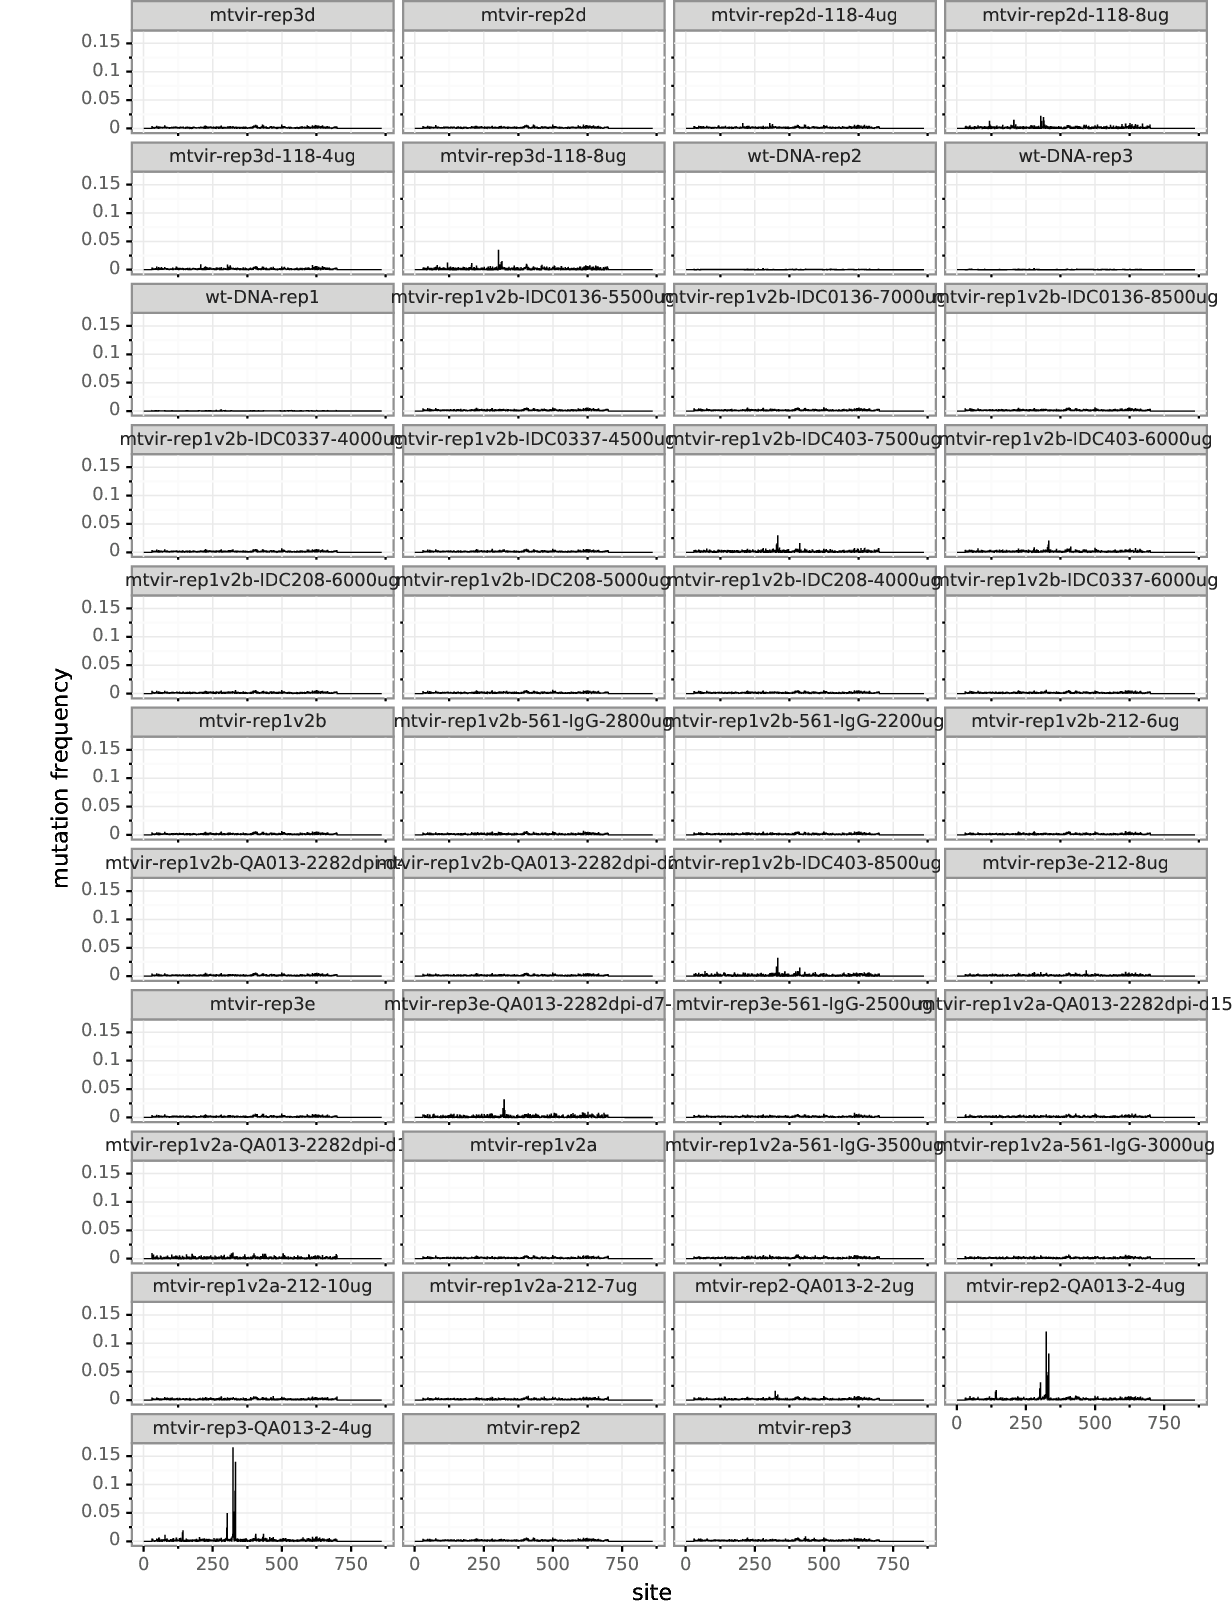 mtvir-rep3d mtvir-rep2d mtvir-rep2d-118-4ug mtvir-rep2d-118-8ug
0.15
0.1
0.05
0
mtvir-rep3d-118-4ug mtvir-rep3d-118-8ug wt-DNA-rep2 wt-DNA-rep3
0.15
0.1
0.05
0
wt-DNA-rep1 mtvir-rep1v2b-IDC0136-5500ug mtvir-rep1v2b-IDC0136-7000ug mtvir-rep1v2b-IDC0136-8500ug
0.15
0.1
0.05
0
mtvir-rep1v2b-IDC0337-4000ug mtvir-rep1v2b-IDC0337-4500ug mtvir-rep1v2b-IDC403-7500ug mtvir-rep1v2b-IDC403-6000ug
0.15
0.1
0.05
0
mtvir-rep1v2b-IDC208-6000ug mtvir-rep1v2b-IDC208-5000ug mtvir-rep1v2b-IDC208-4000ug mtvir-rep1v2b-IDC0337-6000ug
0.15
0.1
0.05
0
mtvir-rep1v2b mtvir-rep1v2b-561-IgG-2800ug mtvir-rep1v2b-561-IgG-2200ug mtvir-rep1v2b-212-6ug
0.15
0.1
0.05
0
mutation frequency
mtvir-rep1v2b-QA013-2282dpi- mtvir-rep1v2b-QA013-2282dpi- mtvir-rep1v2b-IDC403-8500ug mtvir-rep3e-212-8ug
0.15
0.1
0.05
0
mtvir-rep3e mtvir-rep3e-QA013-2282dpi-d7- mtvir-rep3e-561-IgG-2500ug mtvir-rep1v2a-QA013-2282dpi-d15
0.15
0.1
0.05
0
mtvir-rep1v2a-QA013-2282dpi-d1 mtvir-rep1v2a mtvir-rep1v2a-561-IgG-3500ug mtvir-rep1v2a-561-IgG-3000ug
0.15
0.1
0.05
0
mtvir-rep1v2a-212-10ug mtvir-rep1v2a-212-7ug mtvir-rep2-QA013-2-2ug mtvir-rep2-QA013-2-4ug
0.15
0.1
0.05
0
0 250 500 750
mtvir-rep3-QA013-2-4ug mtvir-rep2 mtvir-rep3
0.15
0.1
0.05
0
0 250 500 750 0 250 500 750 0 250 500 750
site